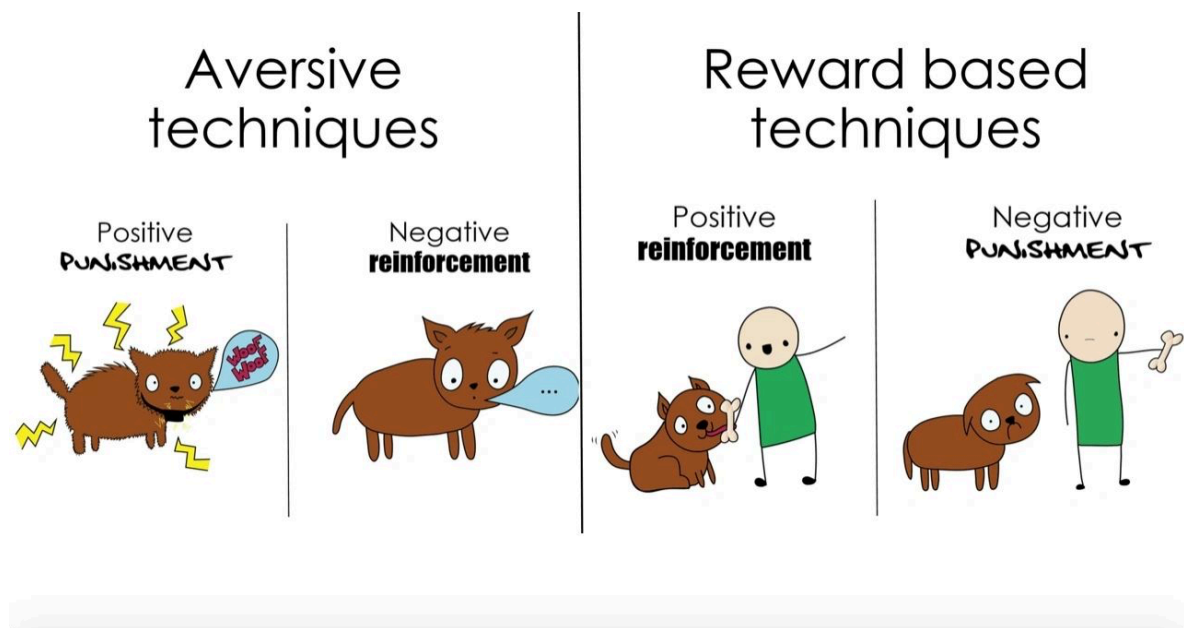 Aversive
techniques
Positive
PUNISHMENT
WOOF
WOOF
Negative
reinforcement
...
Reward based
techniques
Positive
reinforcement
Negative
PUNISHMENT